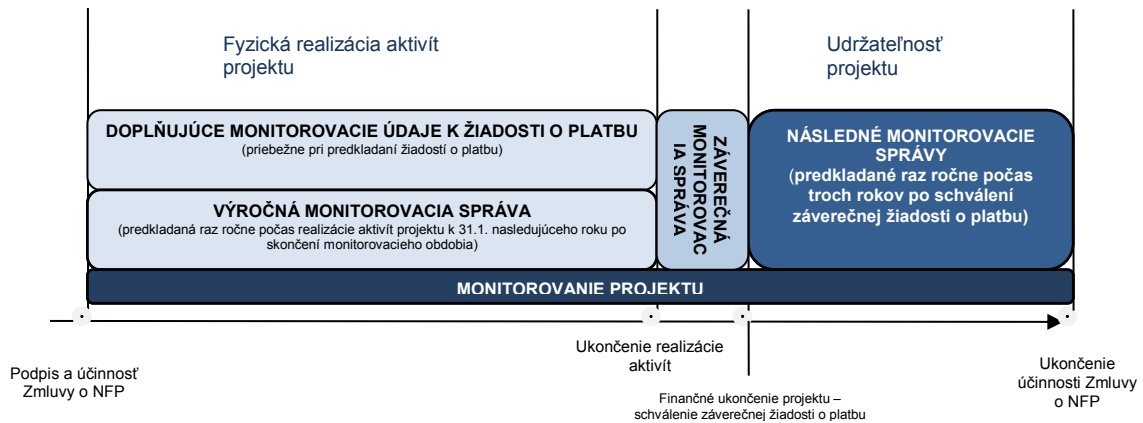 Fyzická realizácia aktivít
projektu
Udržateľnosť
projektu
DOPLŇUJÚCE MONITOROVACIE ÚDAJE K ŽIADOSTI O PLATBU
(priebežne pri predkladaní žiadostí o platbu)
VÝROČNÁ MONITOROVACIA SPRÁVA
(predkladaná raz ročne počas realizácie aktivít projektu k 31.1. nasledujúceho roku po
skončení monitorovacieho obdobia)
ZÁVEREČNÁ
MONITOROVAC
IA SPRÁVA
NÁSLEDNÉ MONITOROVACIE
SPRÁVY
(predkladané raz ročne počas
troch rokov po schválení
záverečnej žiadosti o platbu)
MONITOROVANIE PROJEKTU
Podpis a účinnosť
Zmluvy o NFP
Ukončenie realizácie
aktivít
Finančné ukončenie projektu –
schválenie záverečnej žiadosti o platbu
Ukončenie
účinnosti Zmluvy
o NFP